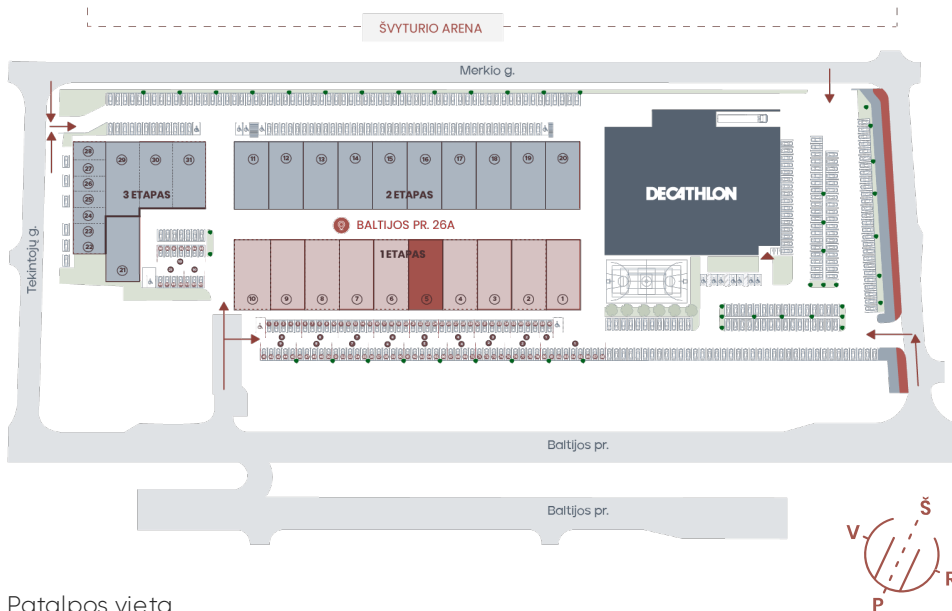 ŠVYTURIO ARENA
Merkio g.
Tekintojų g.
28
27
26
25
24
22
23
29
30
31
3 ETAPAS
21
11
12
13
14
15
16
17
18
19
20
2 ETAPAS
BALTIJOS PR. 26A
1 ETAPAS
10
9
8
7
6
5
4
3
2
1
DECATHLON
Baltijos pr.
Baltijos pr.
Š
V
R
P
Patalpos vieta